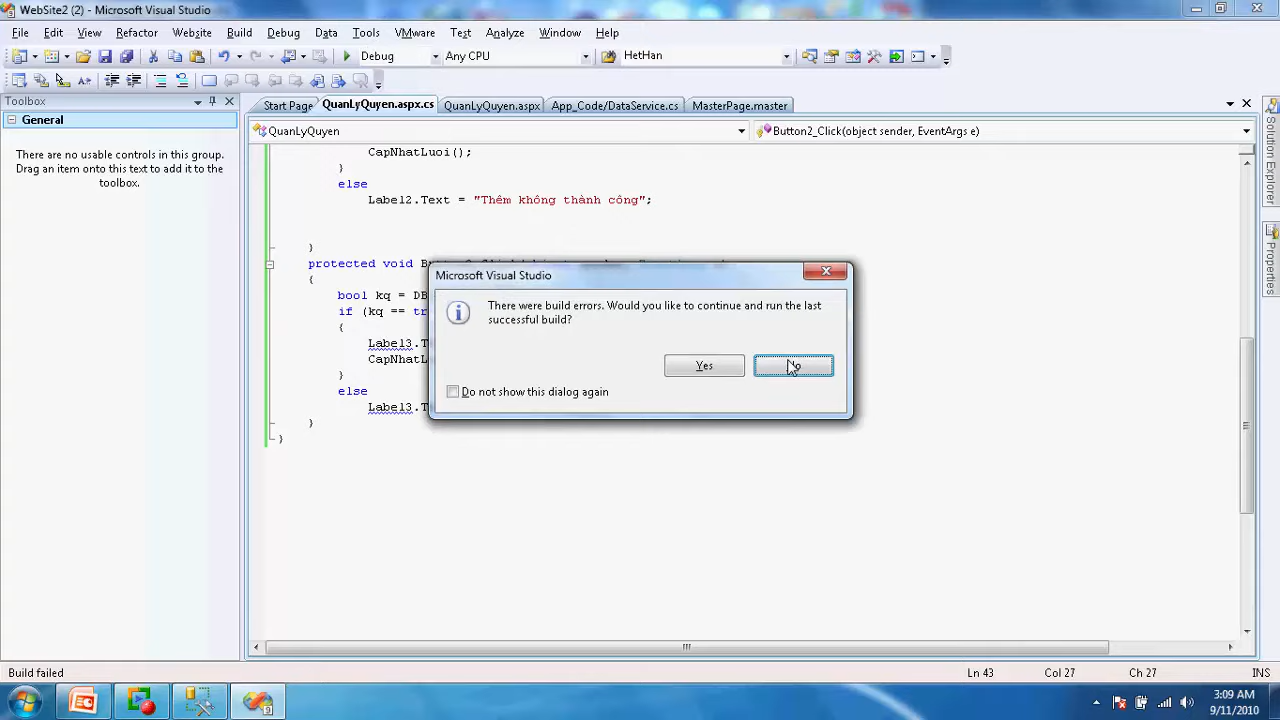 WebSite2 (2) - Microsoft Visual Studio
File Edit View Refactor Website Build Debug Data Tools VMware Test Analyze Window Help
Debug Any CPU HetHan
Toolbox
Start Page QuanLyQuyen.aspx.cs QuanLyQuyen.aspx App_Code/DataService.cs MasterPage.master
General
QuanLyQuyen Button2_Click(object sender, EventArgs e)
There are no usable controls in this group.
Drag an item onto this text to add it to the
toolbox.
CapNhatLuoi();
}
else
Label2.Text = "Thêm không thành công";
}
protected void
{
bool kq = DB
if (kq == tr
{
Label3.T
CapNhatL
}
else
Label3.T
}
}
Microsoft Visual Studio
There were build errors. Would you like to continue and run the last
successful build?
Yes
Do not show this dialog again
Solution Explorer
Properties
Build failed Ln 43 Col 27 Ch 27 INS
3:09 AM
9/11/2010